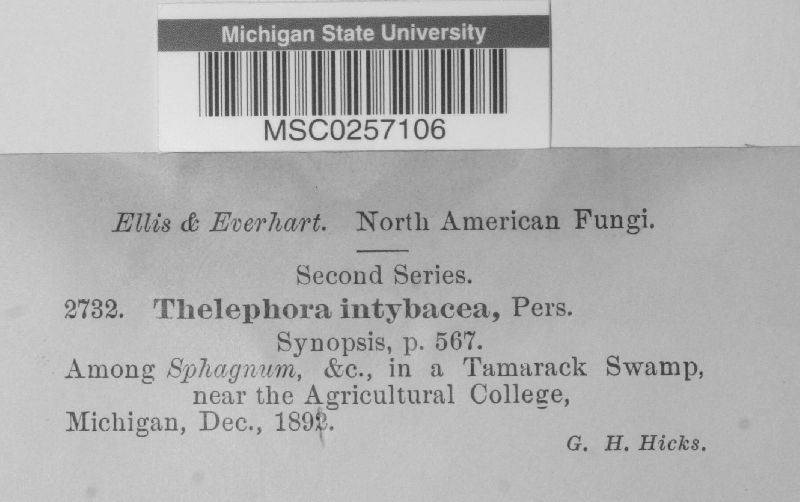 Michigan State University
MSC0257106
Ellis & Everhart. North American Fungi.
Second Series.
2732. Thelephora intybacea, Pers.
Synopsis, p. 567.
Among Sphagnum, &c., in a Tamarack Swamp,
near the Agricultural College,
Michigan, Dec., 1892.
G. H. Hicks.